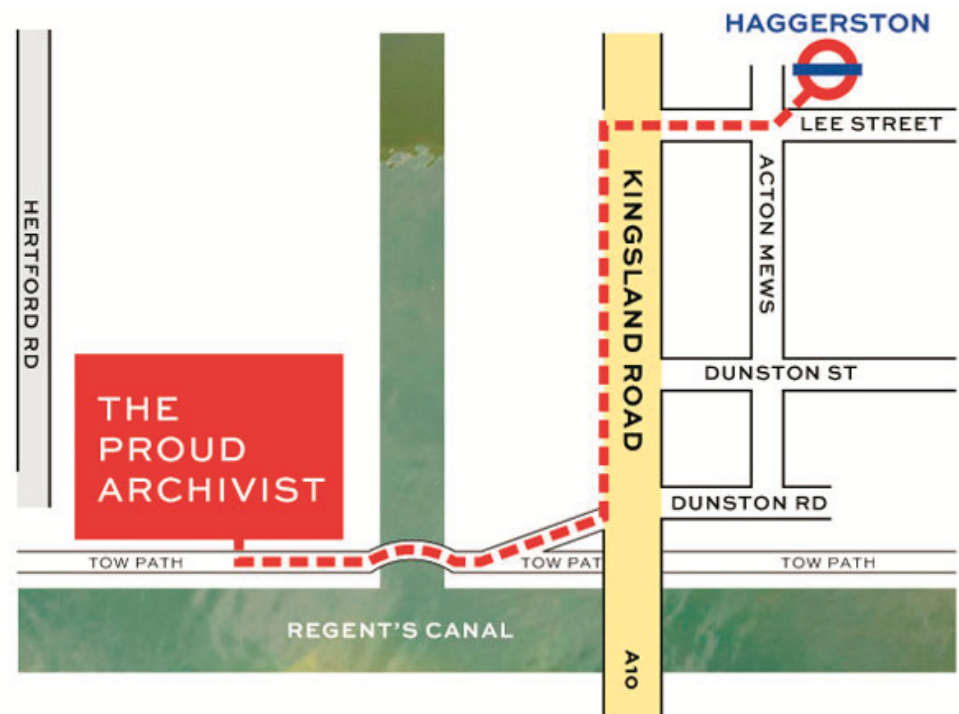 HAGGERSTON
LEE STREET
HERTFORD RD
KINGSLAND ROAD
ACTON MEWS
DUNSTON ST
THE
PROUD
ARCHIVIST
DUNSTON RD
TOW PATH
TOW PAT
TOW PATH
REGENT'S CANAL
A10